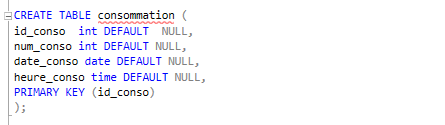 CREATE TABLE consommation (
id_conso  int DEFAULT  NULL,
num_conso int DEFAULT NULL,
date_conso date DEFAULT NULL,
heure_conso time DEFAULT NULL,
PRIMARY KEY (id_conso)
);